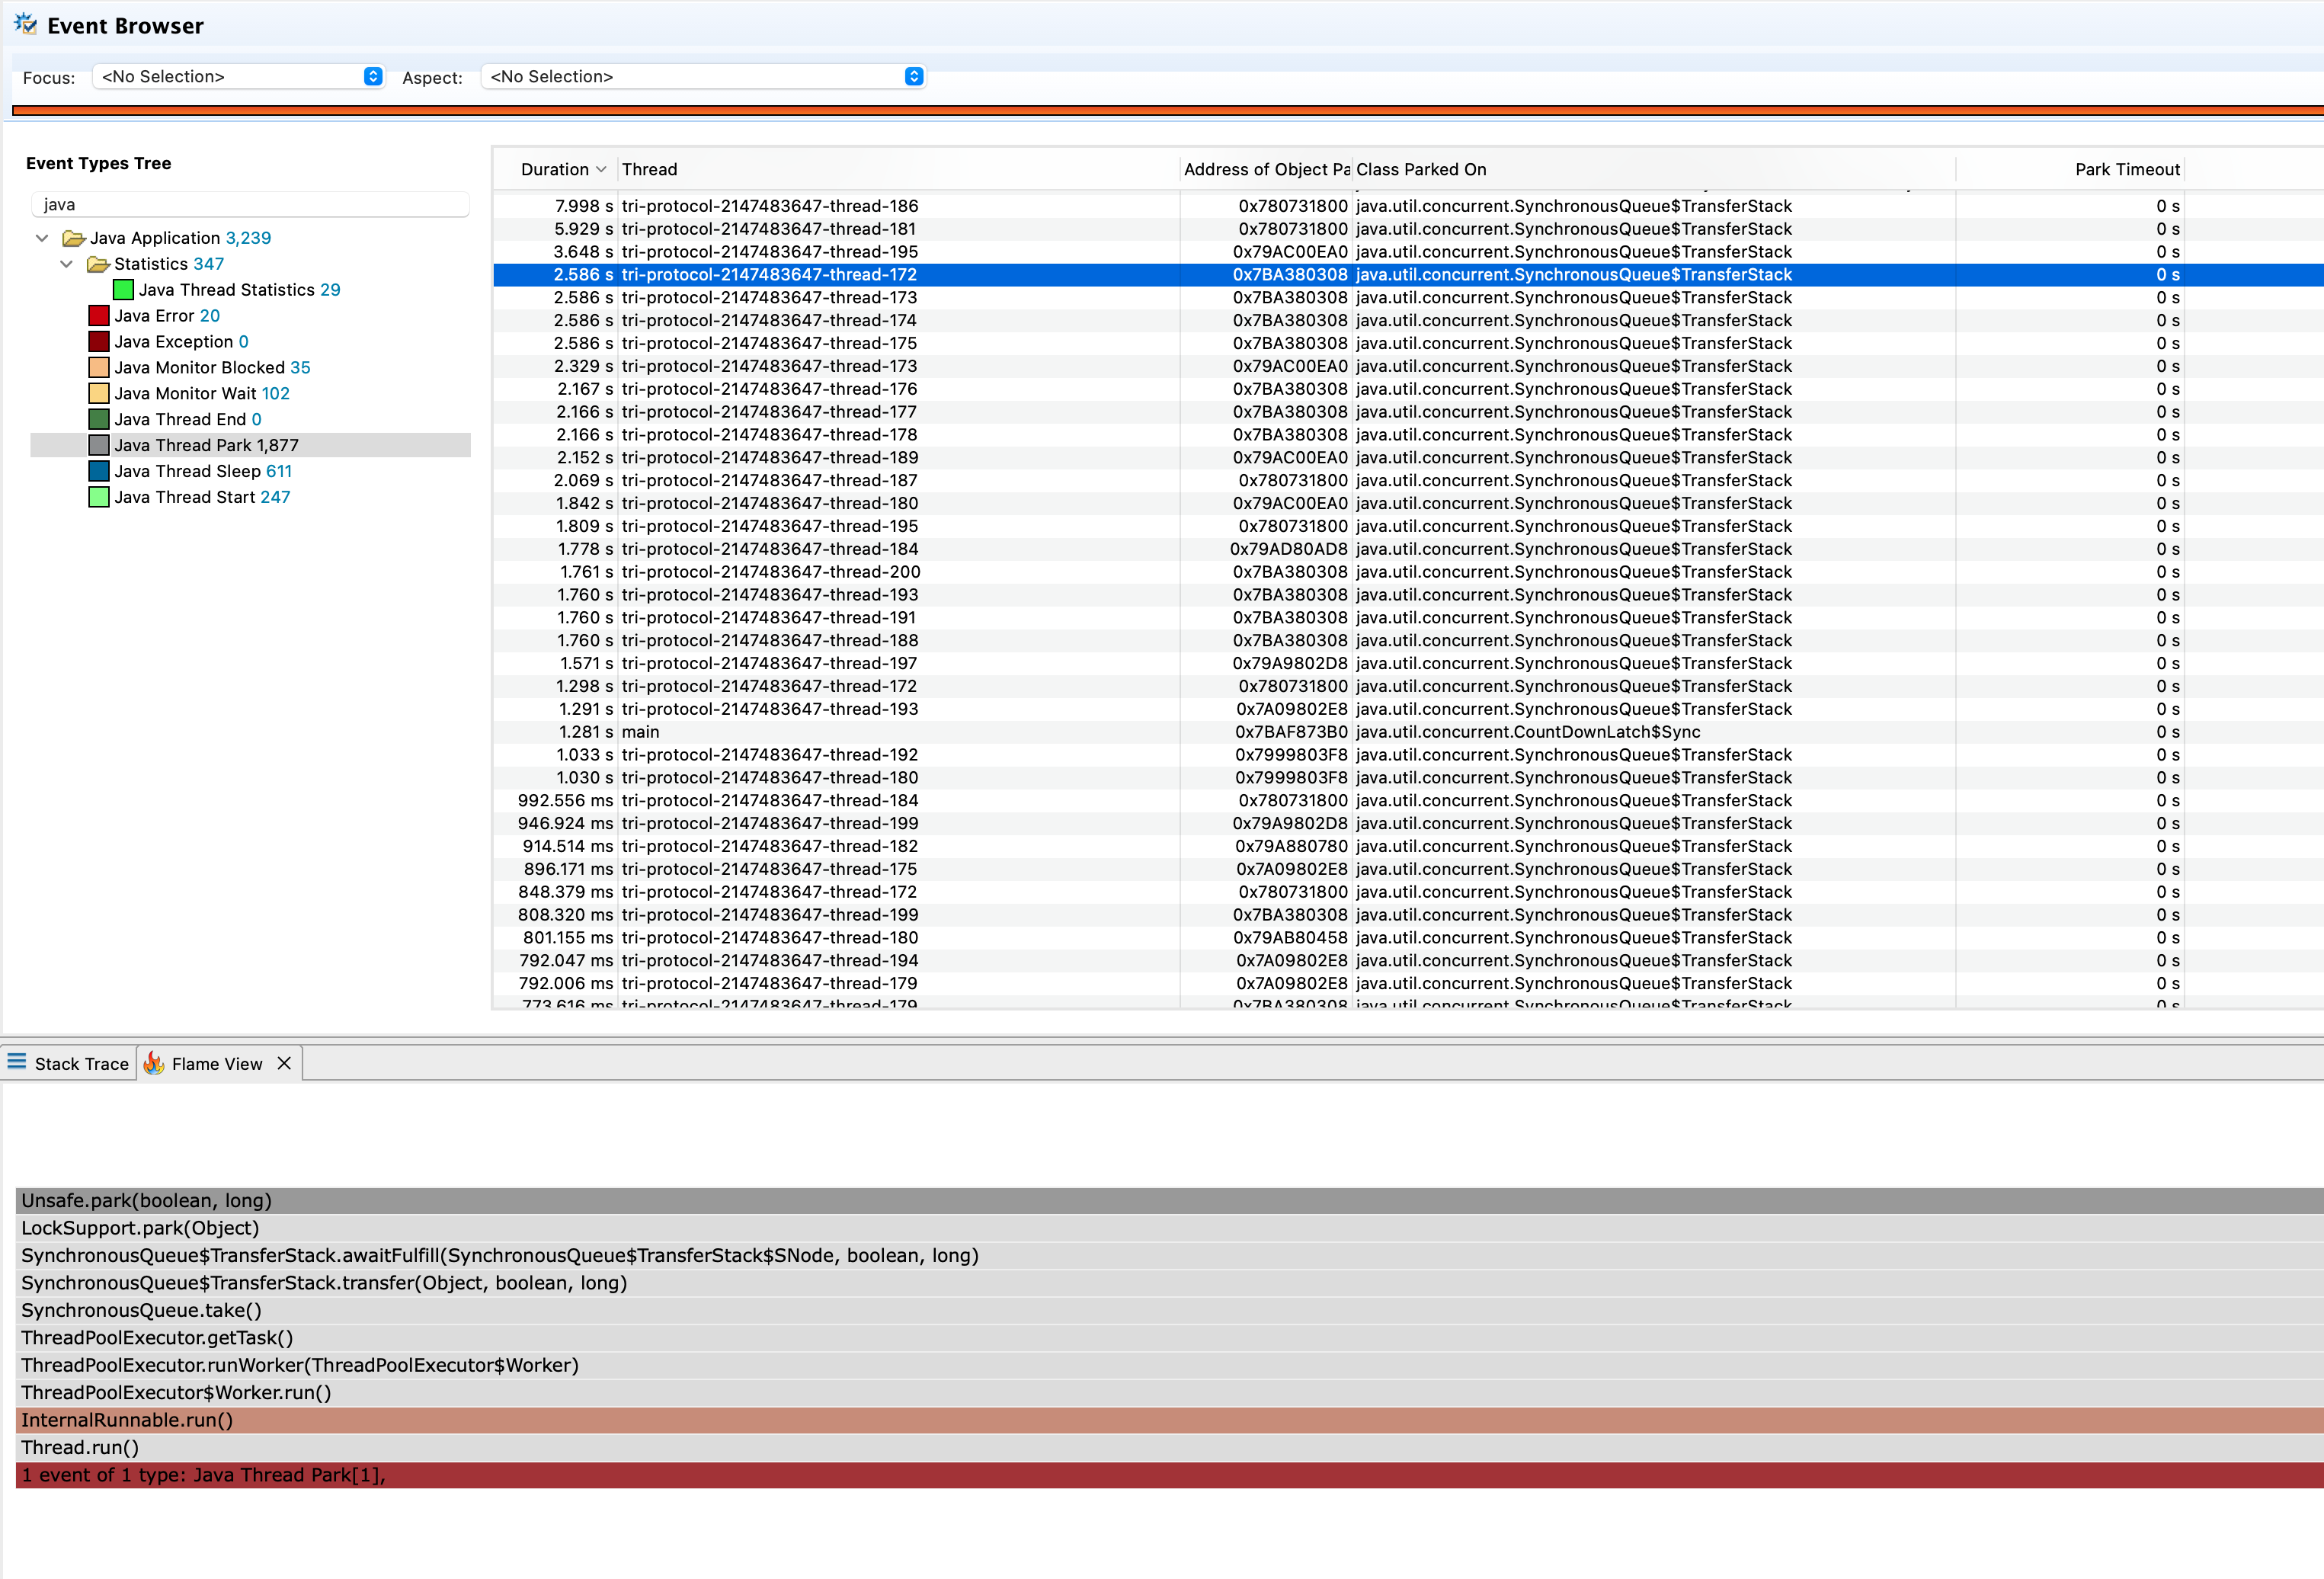 Event Browser
Focus: <No Selection> Aspect: <No Selection>
Event Types Tree
java
Java Application 3,239
Statistics 347
Java Thread Statistics 29
Java Error 20
Java Exception 0
Java Monitor Blocked 35
Java Monitor Wait 102
Java Thread End 0
Java Thread Park 1,877
Java Thread Sleep 611
Java Thread Start 247
Duration Thread Address of Object Pa Class Parked On Park Timeout
7.998 s tri-protocol-2147483647-thread-186 0x780731800 java.util.concurrent.SynchronousQueue$TransferStack 0 s
5.929 s tri-protocol-2147483647-thread-181 0x780731800 java.util.concurrent.SynchronousQueue$TransferStack 0 s
3.648 s tri-protocol-2147483647-thread-195 0x79AC00EA0 java.util.concurrent.SynchronousQueue$TransferStack 0 s
2.586 s tri-protocol-2147483647-thread-172 0x7BA380308 java.util.concurrent.SynchronousQueue$TransferStack 0 s
2.586 s tri-protocol-2147483647-thread-173 0x7BA380308 java.util.concurrent.SynchronousQueue$TransferStack 0 s
2.586 s tri-protocol-2147483647-thread-174 0x7BA380308 java.util.concurrent.SynchronousQueue$TransferStack 0 s
2.586 s tri-protocol-2147483647-thread-175 0x7BA380308 java.util.concurrent.SynchronousQueue$TransferStack 0 s
2.329 s tri-protocol-2147483647-thread-173 0x79AC00EA0 java.util.concurrent.SynchronousQueue$TransferStack 0 s
2.167 s tri-protocol-2147483647-thread-176 0x7BA380308 java.util.concurrent.SynchronousQueue$TransferStack 0 s
2.166 s tri-protocol-2147483647-thread-177 0x7BA380308 java.util.concurrent.SynchronousQueue$TransferStack 0 s
2.166 s tri-protocol-2147483647-thread-178 0x7BA380308 java.util.concurrent.SynchronousQueue$TransferStack 0 s
2.152 s tri-protocol-2147483647-thread-189 0x79AC00EA0 java.util.concurrent.SynchronousQueue$TransferStack 0 s
2.069 s tri-protocol-2147483647-thread-187 0x780731800 java.util.concurrent.SynchronousQueue$TransferStack 0 s
1.842 s tri-protocol-2147483647-thread-180 0x79AC00EA0 java.util.concurrent.SynchronousQueue$TransferStack 0 s
1.809 s tri-protocol-2147483647-thread-195 0x780731800 java.util.concurrent.SynchronousQueue$TransferStack 0 s
1.778 s tri-protocol-2147483647-thread-184 0x79AD80AD8 java.util.concurrent.SynchronousQueue$TransferStack 0 s
1.761 s tri-protocol-2147483647-thread-200 0x7BA380308 java.util.concurrent.SynchronousQueue$TransferStack 0 s
1.760 s tri-protocol-2147483647-thread-193 0x7BA380308 java.util.concurrent.SynchronousQueue$TransferStack 0 s
1.760 s tri-protocol-2147483647-thread-191 0x7BA380308 java.util.concurrent.SynchronousQueue$TransferStack 0 s
1.760 s tri-protocol-2147483647-thread-188 0x7BA380308 java.util.concurrent.SynchronousQueue$TransferStack 0 s
1.571 s tri-protocol-2147483647-thread-197 0x79A9802D8 java.util.concurrent.SynchronousQueue$TransferStack 0 s
1.298 s tri-protocol-2147483647-thread-172 0x780731800 java.util.concurrent.SynchronousQueue$TransferStack 0 s
1.291 s tri-protocol-2147483647-thread-193 0x7A09802E8 java.util.concurrent.SynchronousQueue$TransferStack 0 s
1.281 s main 0x7BAF873B0 java.util.concurrent.CountDownLatch$Sync 0 s
1.033 s tri-protocol-2147483647-thread-192 0x7999803F8 java.util.concurrent.SynchronousQueue$TransferStack 0 s
1.030 s tri-protocol-2147483647-thread-180 0x7999803F8 java.util.concurrent.SynchronousQueue$TransferStack 0 s
992.556 ms tri-protocol-2147483647-thread-184 0x780731800 java.util.concurrent.SynchronousQueue$TransferStack 0 s
946.924 ms tri-protocol-2147483647-thread-199 0x79A9802D8 java.util.concurrent.SynchronousQueue$TransferStack 0 s
914.514 ms tri-protocol-2147483647-thread-182 0x79A880780 java.util.concurrent.SynchronousQueue$TransferStack 0 s
896.171 ms tri-protocol-2147483647-thread-175 0x7A09802E8 java.util.concurrent.SynchronousQueue$TransferStack 0 s
848.379 ms tri-protocol-2147483647-thread-172 0x780731800 java.util.concurrent.SynchronousQueue$TransferStack 0 s
808.320 ms tri-protocol-2147483647-thread-199 0x7BA380308 java.util.concurrent.SynchronousQueue$TransferStack 0 s
801.155 ms tri-protocol-2147483647-thread-180 0x79AB80458 java.util.concurrent.SynchronousQueue$TransferStack 0 s
792.047 ms tri-protocol-2147483647-thread-194 0x7A09802E8 java.util.concurrent.SynchronousQueue$TransferStack 0 s
792.006 ms tri-protocol-2147483647-thread-179 0x7A09802E8 java.util.concurrent.SynchronousQueue$TransferStack 0 s
773.616 ms tri-protocol-2147483647-thread-179 0x7BA380308 java.util.concurrent.SynchronousQueue$TransferStack 0 s
Stack Trace Flame View
Unsafe.park(boolean, long)
LockSupport.park(Object)
SynchronousQueue$TransferStack.awaitFulfill(SynchronousQueue$TransferStack$SNode, boolean, long)
SynchronousQueue$TransferStack.transfer(Object, boolean, long)
SynchronousQueue.take()
ThreadPoolExecutor.getTask()
ThreadPoolExecutor.runWorker(ThreadPoolExecutor$Worker)
ThreadPoolExecutor$Worker.run()
InternalRunnable.run()
Thread.run()
1 event of 1 type: Java Thread Park[1],